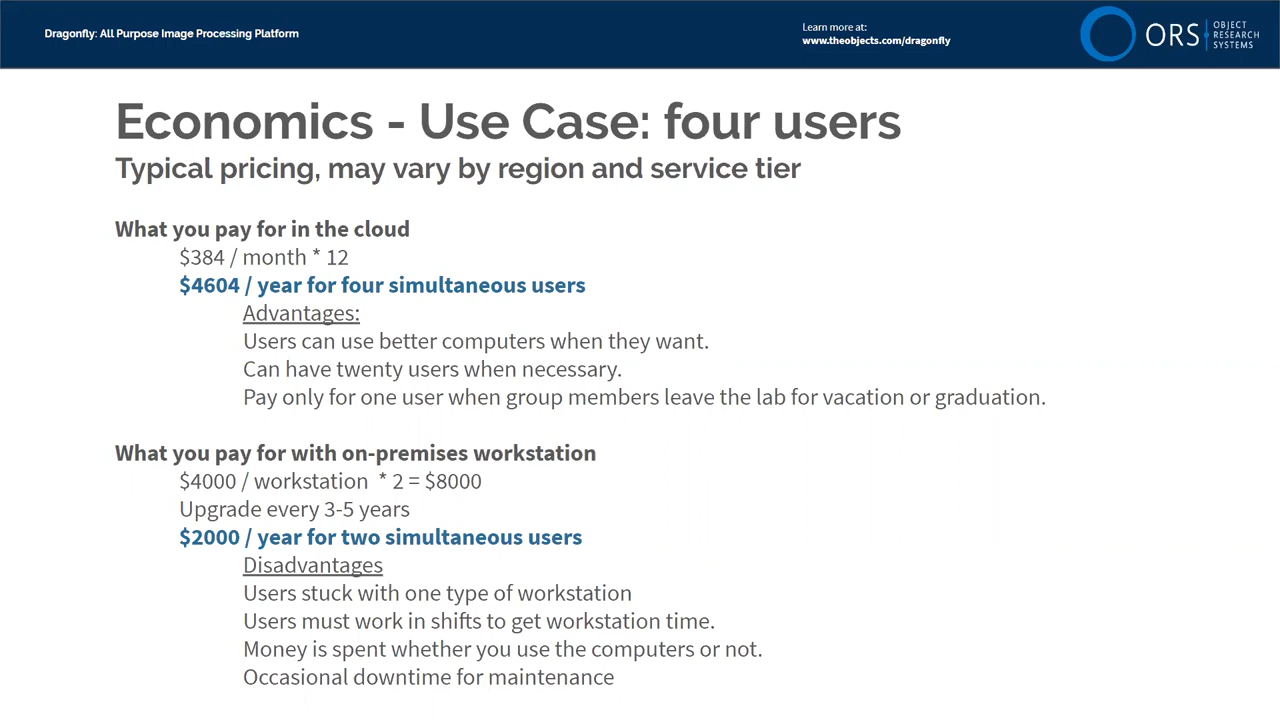 Dragonfly: All Purpose Image Processing Platform
Learn more at:
www.theobjects.com/dragonfly
ORS
OBJECT
RESEARCH
SYSTEMS
Economics - Use Case: four users
Typical pricing, may vary by region and service tier
What you pay for in the cloud
$384 / month * 12
$4604 / year for four simultaneous users
Advantages:
Users can use better computers when they want.
Can have twenty users when necessary.
Pay only for one user when group members leave the lab for vacation or graduation.
What you pay for with on-premises workstation
$4000 / workstation * 2 = $8000
Upgrade every 3-5 years
$2000 / year for two simultaneous users
Disadvantages
Users stuck with one type of workstation
Users must work in shifts to get workstation time.
Money is spent whether you use the computers or not.
Occasional downtime for maintenance